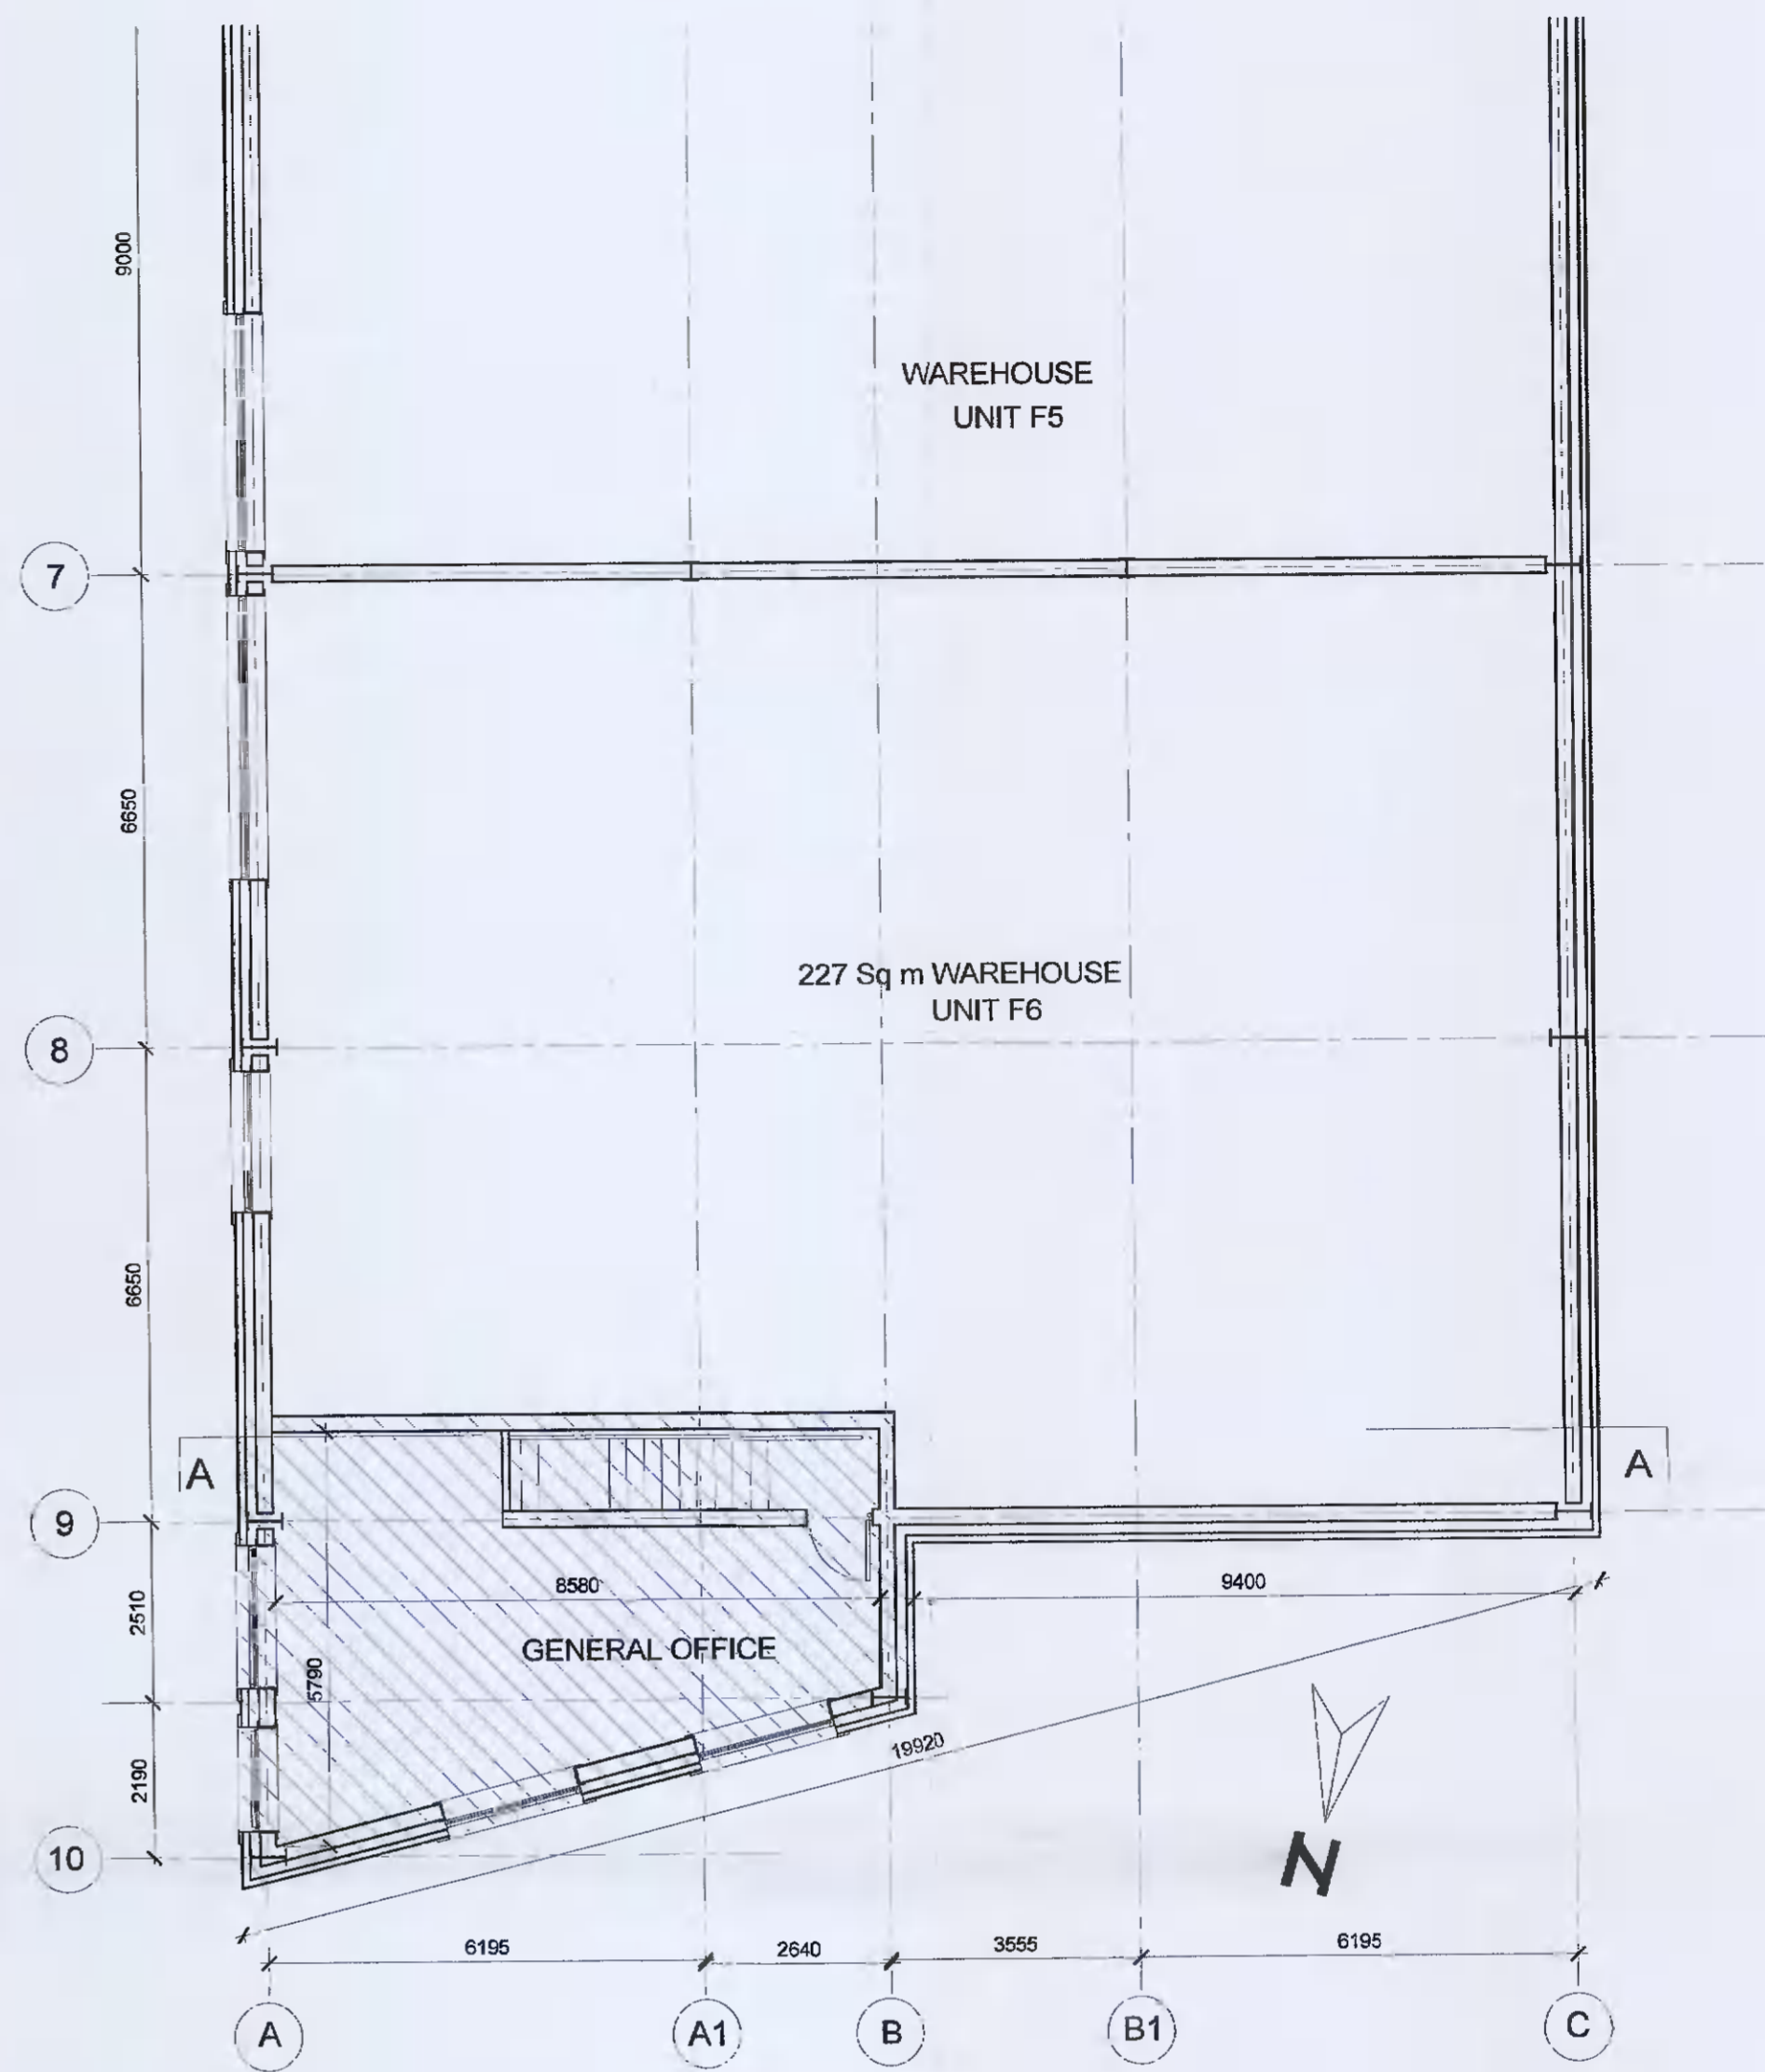 9000
WAREHOUSE
UNIT F5
7
6650
227 Sq m WAREHOUSE
UNIT F6
8
6650
A
A
9
8580
9400
2510
GENERAL OFFICE
5790
19920
2190
N
10
6195
2640
3555
6195
A
A1
B
B1
C